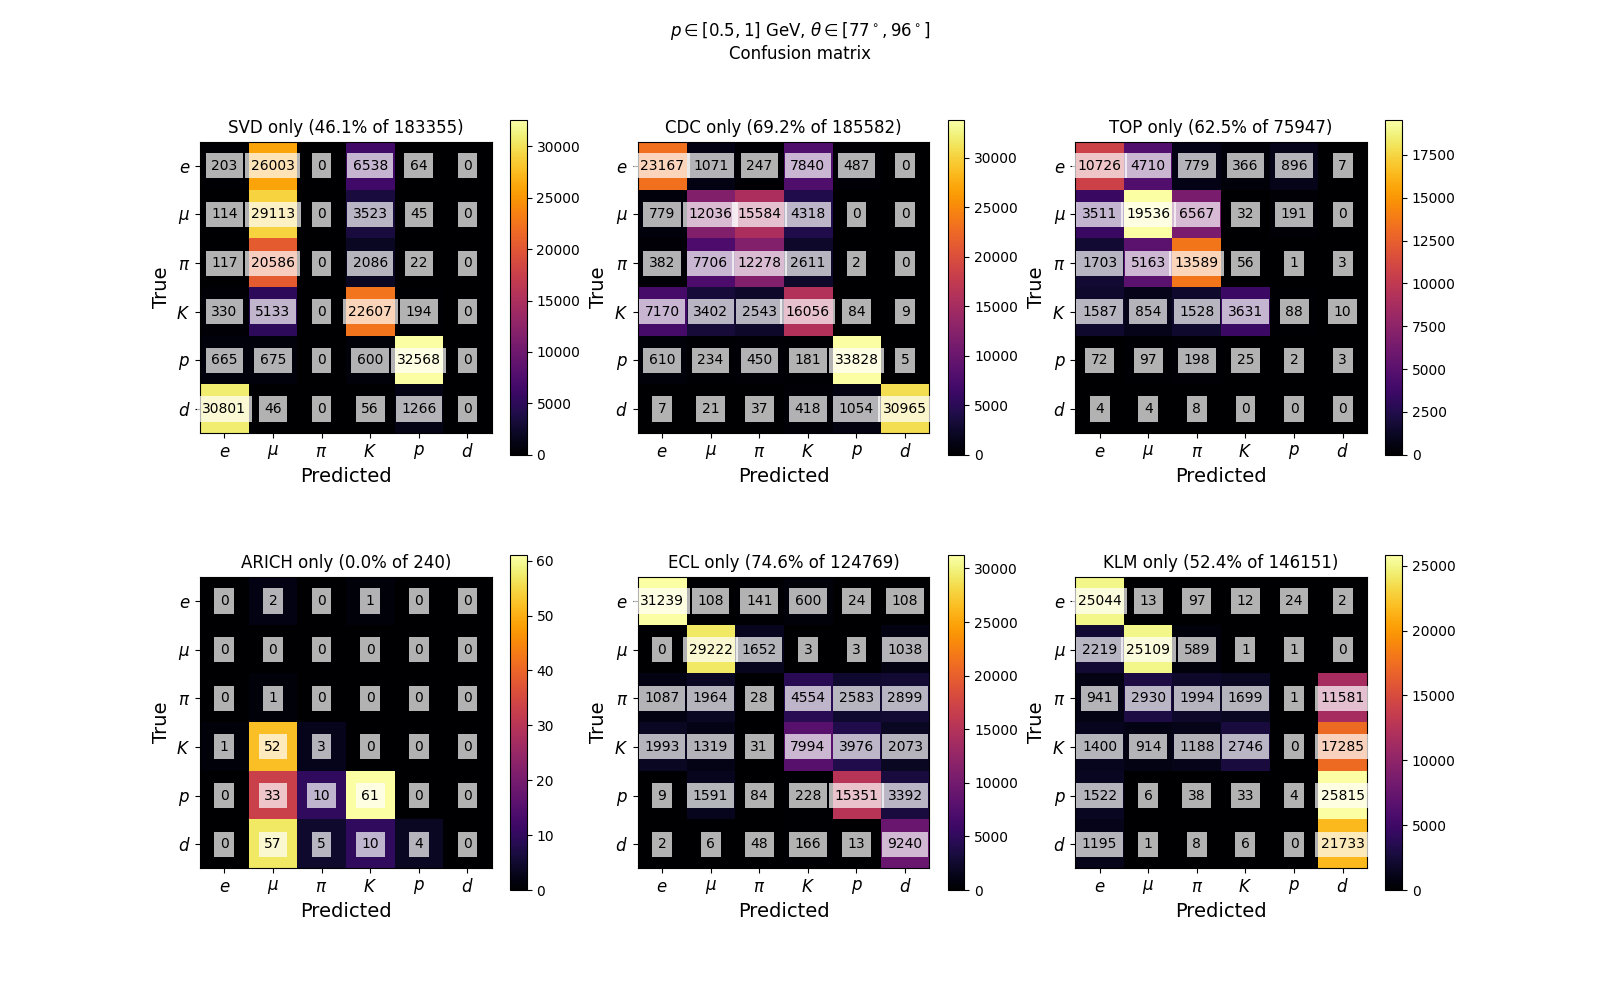 p ∈ [0.5, 1] GeV, θ ∈ [77°, 96°]
Confusion matrix
SVD only (46.1% of 183355)
True
e 203 26003 0 6538 64 0
μ 114 29113 0 3523 45 0
π 117 20586 0 2086 22 0
K 330 5133 0 22607 194 0
p 665 675 0 600 32568 0
d 30801 46 0 56 1266 0
e μ π K p d
Predicted
30000
25000
20000
15000
10000
5000
0
CDC only (69.2% of 185582)
True
23167 1071 247 7840 487 0
779 12036 15584 4318 0 0
382 7706 12278 2611 2 0
7170 3402 2543 16056 84 9
610 234 450 181 33828 5
7 21 37 418 1054 30965
e μ π K p d
Predicted
30000
25000
20000
15000
10000
5000
0
TOP only (62.5% of 75947)
True
10726 4710 779 366 896 7
3511 19536 6567 32 191 0
1703 5163 13589 56 1 3
1587 854 1528 3631 88 10
72 97 198 25 2 3
4 4 8 0 0 0
e μ π K p d
Predicted
17500
15000
12500
10000
7500
5000
2500
0
ARICH only (0.0% of 240)
True
e 0 2 0 1 0 0
μ 0 0 0 0 0 0
π 0 1 0 0 0 0
K 1 52 3 0 0 0
p 0 33 10 61 0 0
d 0 57 5 10 4 0
e μ π K p d
Predicted
60
50
40
30
20
10
0
ECL only (74.6% of 124769)
True
e 31239 108 141 600 24 108
μ 0 29222 1652 3 3 1038
π 1087 1964 28 4554 2583 2899
K 1993 1319 31 7994 3976 2073
p 9 1591 84 228 15351 3392
d 2 6 48 166 13 9240
e μ π K p d
Predicted
30000
25000
20000
15000
10000
5000
0
KLM only (52.4% of 146151)
True
e 25044 13 97 12 24 2
μ 2219 25109 589 1 1 0
π 941 2930 1994 1699 1 11581
K 1400 914 1188 2746 0 17285
p 1522 6 38 33 4 25815
d 1195 1 8 6 0 21733
e μ π K p d
Predicted
25000
20000
15000
10000
5000
0